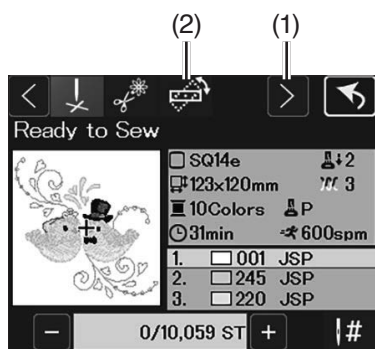 (2) (1)
Ready to Sew
SQ14e 2
123x120mm 3
10Colors P
31min 600spm
1. 001 JSP
2. 245 JSP
3. 220 JSP
− 0/10,059 ST + #